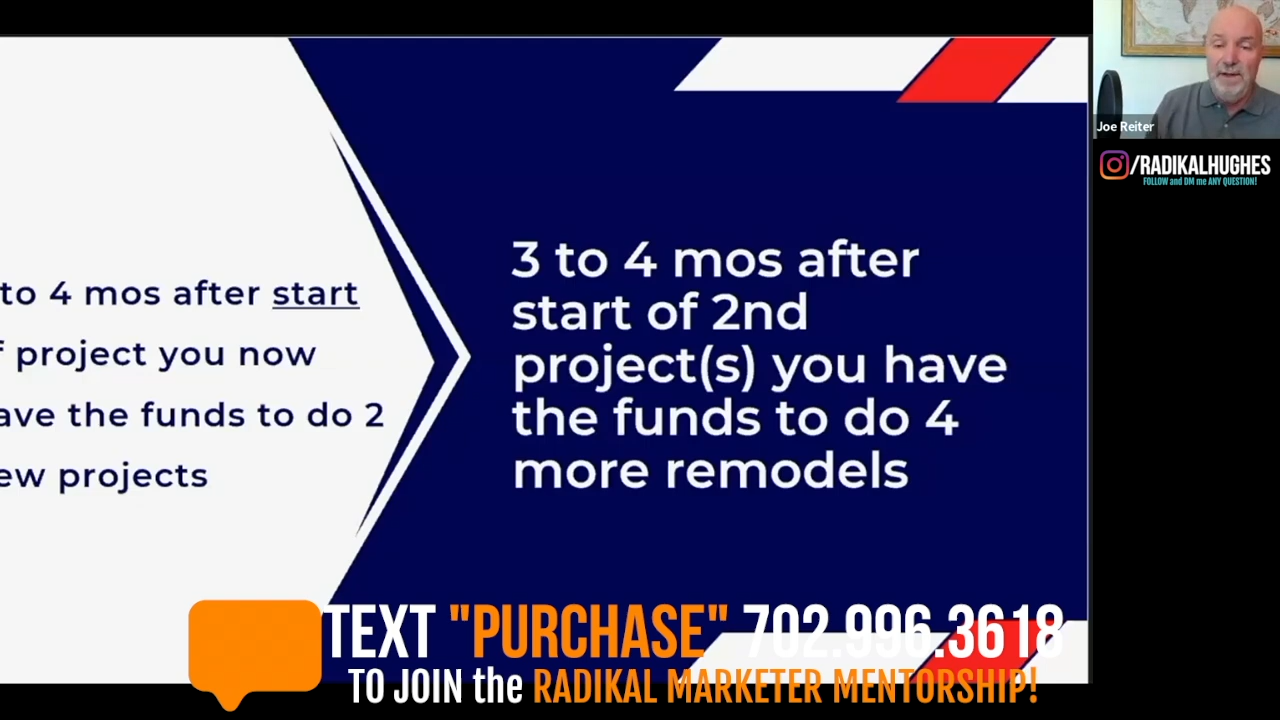 to 4 mos after start
project you now
the funds to do 2
projects
3 to 4 mos after
start of 2nd
project(s) you have
the funds to do 4
more remodels
Joe Reiter
/RADIKALHUGHES
FOLLOW and DM me ANY QUESTION!
TEXT "PURCHASE" 702.996.3618
TO JOIN the RADIKAL MARKETER MENTORSHIP!